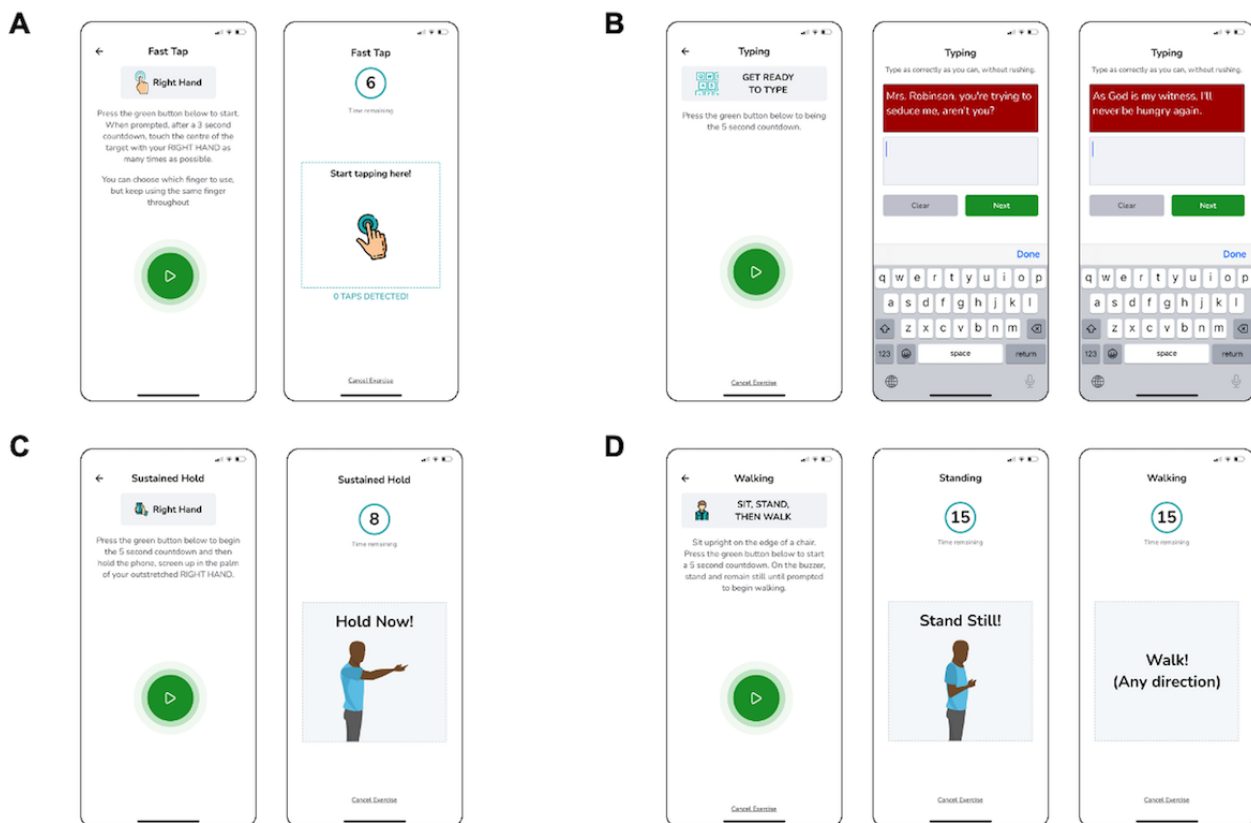 A
Fast Tap
Right Hand
Press the green button below to start.
When prompted, after a 3 second
countdown, touch the centre of the
target with your RIGHT HAND as
many times as possible.
You can choose which finger to use,
but keep using the same finger
throughout
Fast Tap
6
Time remaining
Start tapping here!
0 TAPS DETECTED!
Cancel Exercise
B
Typing
GET READY
TO TYPE
Press the green button below to being
the 5 second countdown.
Cancel Exercise
Typing
Type as correctly as you can, without rushing.
Mrs. Robinson, you're trying to
seduce me, aren't you?
Clear
Next
Done
q w e r t y u i o p
a s d f g h j k l
z x c v b n m
123
space
return
Typing
Type as correctly as you can, without rushing.
As God is my witness, I'll
never be hungry again.
Clear
Next
Done
q w e r t y u i o p
a s d f g h j k l
z x c v b n m
123
space
return
C
Sustained Hold
Right Hand
Press the green button below to begin
the 5 second countdown and then
hold the phone, screen up in the palm
of your outstretched RIGHT HAND.
Sustained Hold
8
Time remaining
Hold Now!
Cancel Exercise
D
Walking
SIT, STAND,
THEN WALK
Sit upright on the edge of a chair.
Press the green button below to start
a 5 second countdown. On the buzzer,
stand and remain still until prompted
to begin walking.
Cancel Exercise
Standing
15
Time remaining
Stand Still!
Cancel Exercise
Walking
15
Time remaining
Walk!
(Any direction)
Cancel Exercise